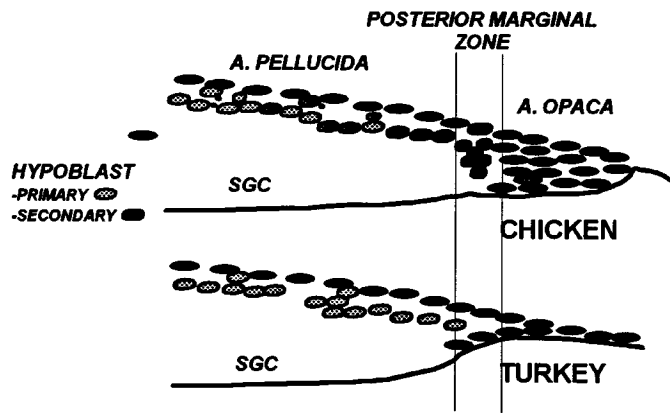 POSTERIOR MARGINAL
ZONE
A. PELLUCIDA
A. OPACA
HYPOBLAST
-PRIMARY
-SECONDARY
SGC
CHICKEN
SGC
TURKEY